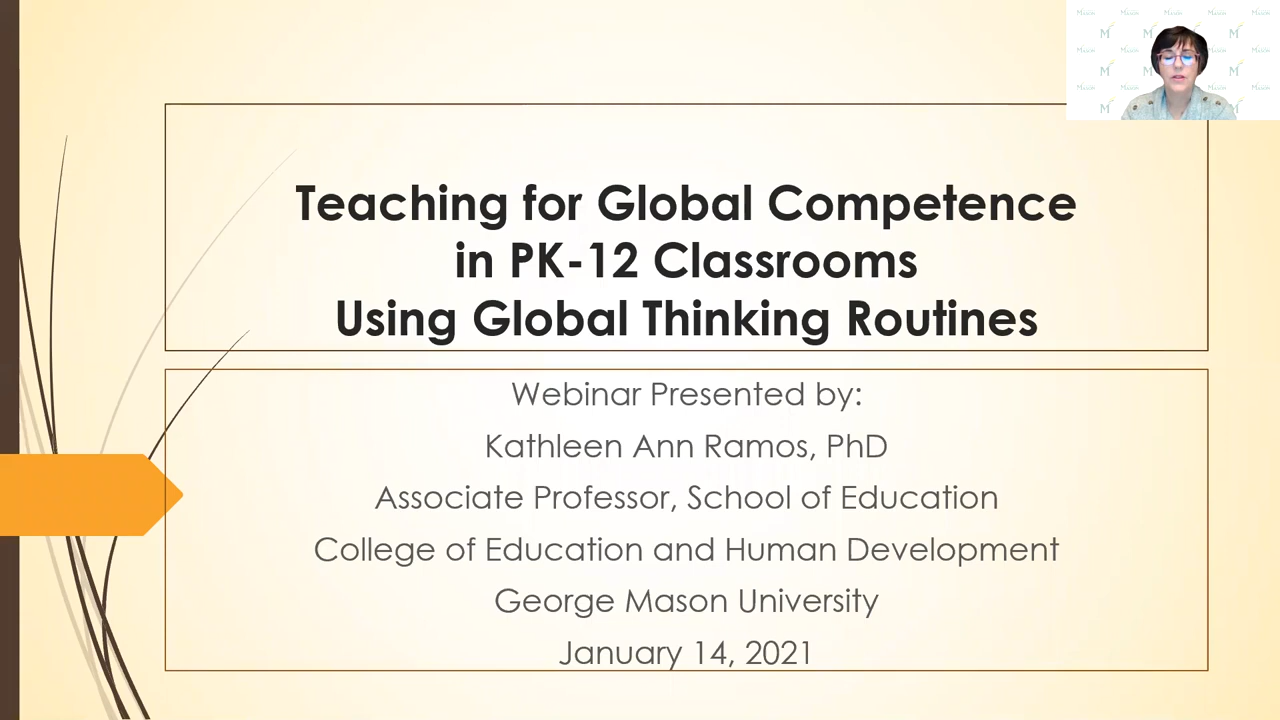 Teaching for Global Competence
in PK-12 Classrooms
Using Global Thinking Routines
Webinar Presented by:
Kathleen Ann Ramos, PhD
Associate Professor, School of Education
College of Education and Human Development
George Mason University
January 14, 2021